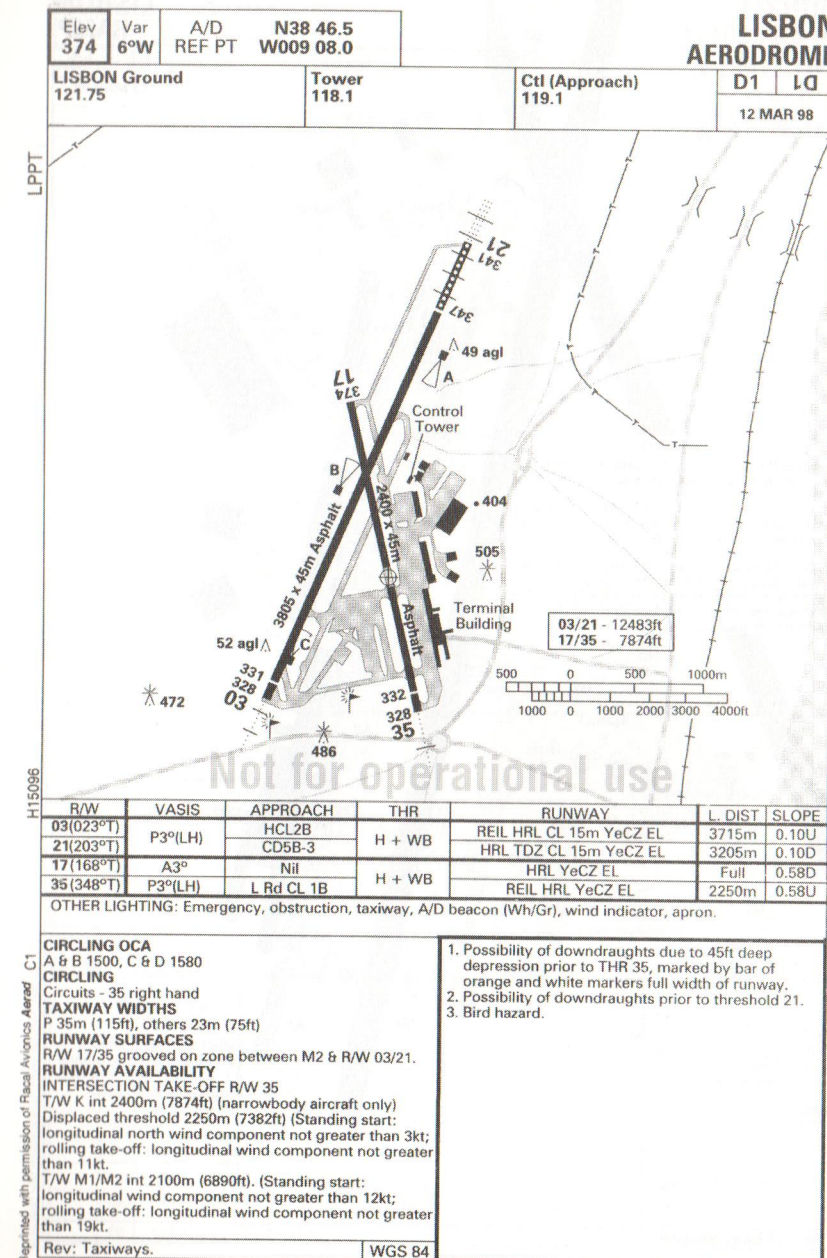 Elev 374
Var 6°W
A/D REF PT
N38 46.5 W009 08.0
LISBON
AERODROME
LISBON Ground
121.75
Tower
118.1
Ctl (Approach)
119.1
D1 D1
12 MAR 98
LPPT
21
341
347
49 agl
A
17
374
Control
Tower
B
404
2400 x 45m
Asphalt
505
3805 x 45m Asphalt
Terminal
Building
03/21 - 12483ft
17/35 - 7874ft
52 agl
C
500 0 500 1000m
1000 0 1000 2000 3000 4000ft
331
328
03
472
332
328
35
486
Not for operational use
H15096
R/W VASIS APPROACH THR RUNWAY L. DIST SLOPE
03(023°T) P3°(LH) HCL2B H + WB REIL HRL CL 15m YeCZ EL 3715m 0.10U
21(203°T) CD5B-3 HRL TDZ CL 15m YeCZ EL 3205m 0.10D
17(168°T) A3° Nil H + WB HRL YeCZ EL Full 0.58D
35(348°T) P3°(LH) L Rd CL 1B REIL HRL YeCZ EL 2250m 0.58U
OTHER LIGHTING: Emergency, obstruction, taxiway, A/D beacon (Wh/Gr), wind indicator, apron.
CIRCLING OCA
A & B 1500, C & D 1580
CIRCLING
Circuits - 35 right hand
TAXIWAY WIDTHS
P 35m (115ft), others 23m (75ft)
RUNWAY SURFACES
R/W 17/35 grooved on zone between M2 & R/W 03/21.
RUNWAY AVAILABILITY
INTERSECTION TAKE-OFF R/W 35
T/W K int 2400m (7874ft) (narrowbody aircraft only)
Displaced threshold 2250m (7382ft) (Standing start:
longitudinal north wind component not greater than 3kt;
rolling take-off: longitudinal wind component not greater
than 11kt.
T/W M1/M2 int 2100m (6890ft). (Standing start:
longitudinal wind component not greater than 12kt;
rolling take-off: longitudinal wind component not greater
than 19kt.
Rev: Taxiways.
WGS 84
1. Possibility of downdraughts due to 45ft deep
depression prior to THR 35, marked by bar of
orange and white markers full width of runway.
2. Possibility of downdraughts prior to threshold 21.
3. Bird hazard.
C1
Reprinted with permission of Racal Avionics Aerad